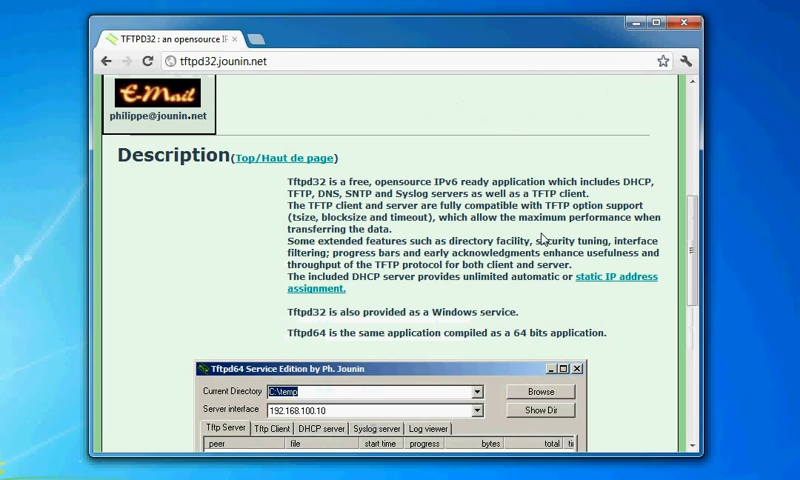 TFTPD32 : an opensource IF
tftpd32.jounin.net
E-Mail
philippe@jounin.net
Description(Top/Haut de page)
Tftpd32 is a free, opensource IPv6 ready application which includes DHCP,
TFTP, DNS, SNTP and Syslog servers as well as a TFTP client.
The TFTP client and server are fully compatible with TFTP option support
(tsize, blocksize and timeout), which allow the maximum performance when
transferring the data.
Some extended features such as directory facility, security tuning, interface
filtering; progress bars and early acknowledgments enhance usefulness and
throughput of the TFTP protocol for both client and server.
The included DHCP server provides unlimited automatic or static IP address
assignment.
Tftpd32 is also provided as a Windows service.
Tftpd64 is the same application compiled as a 64 bits application.
Tftpd64 Service Edition by Ph. Jounin
Current Directory C:\temp Browse
Server interface 192.168.100.10 Show Dir
Tftp Server Tftp Client DHCP server Syslog server Log viewer
peer file start time progress bytes total